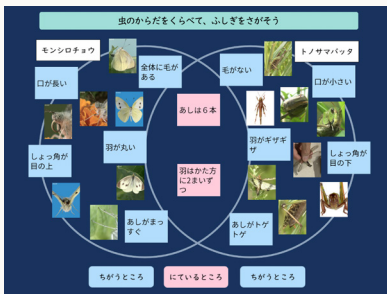 虫のからだをくらべて、ふしぎをさがそう
モンシロチョウ
トノサマバッタ
全体に毛が
ある
毛がない
口が長い
口が小さい
あしは６本
羽が丸い
羽がギザギ
ザ
しょっ角が
目の上
しょっ角が
目の下
羽はかた方
に2まいず
つ
あしがまっ
すぐ
あしがトゲ
トゲ
ちがうところ
にているところ
ちがうところ